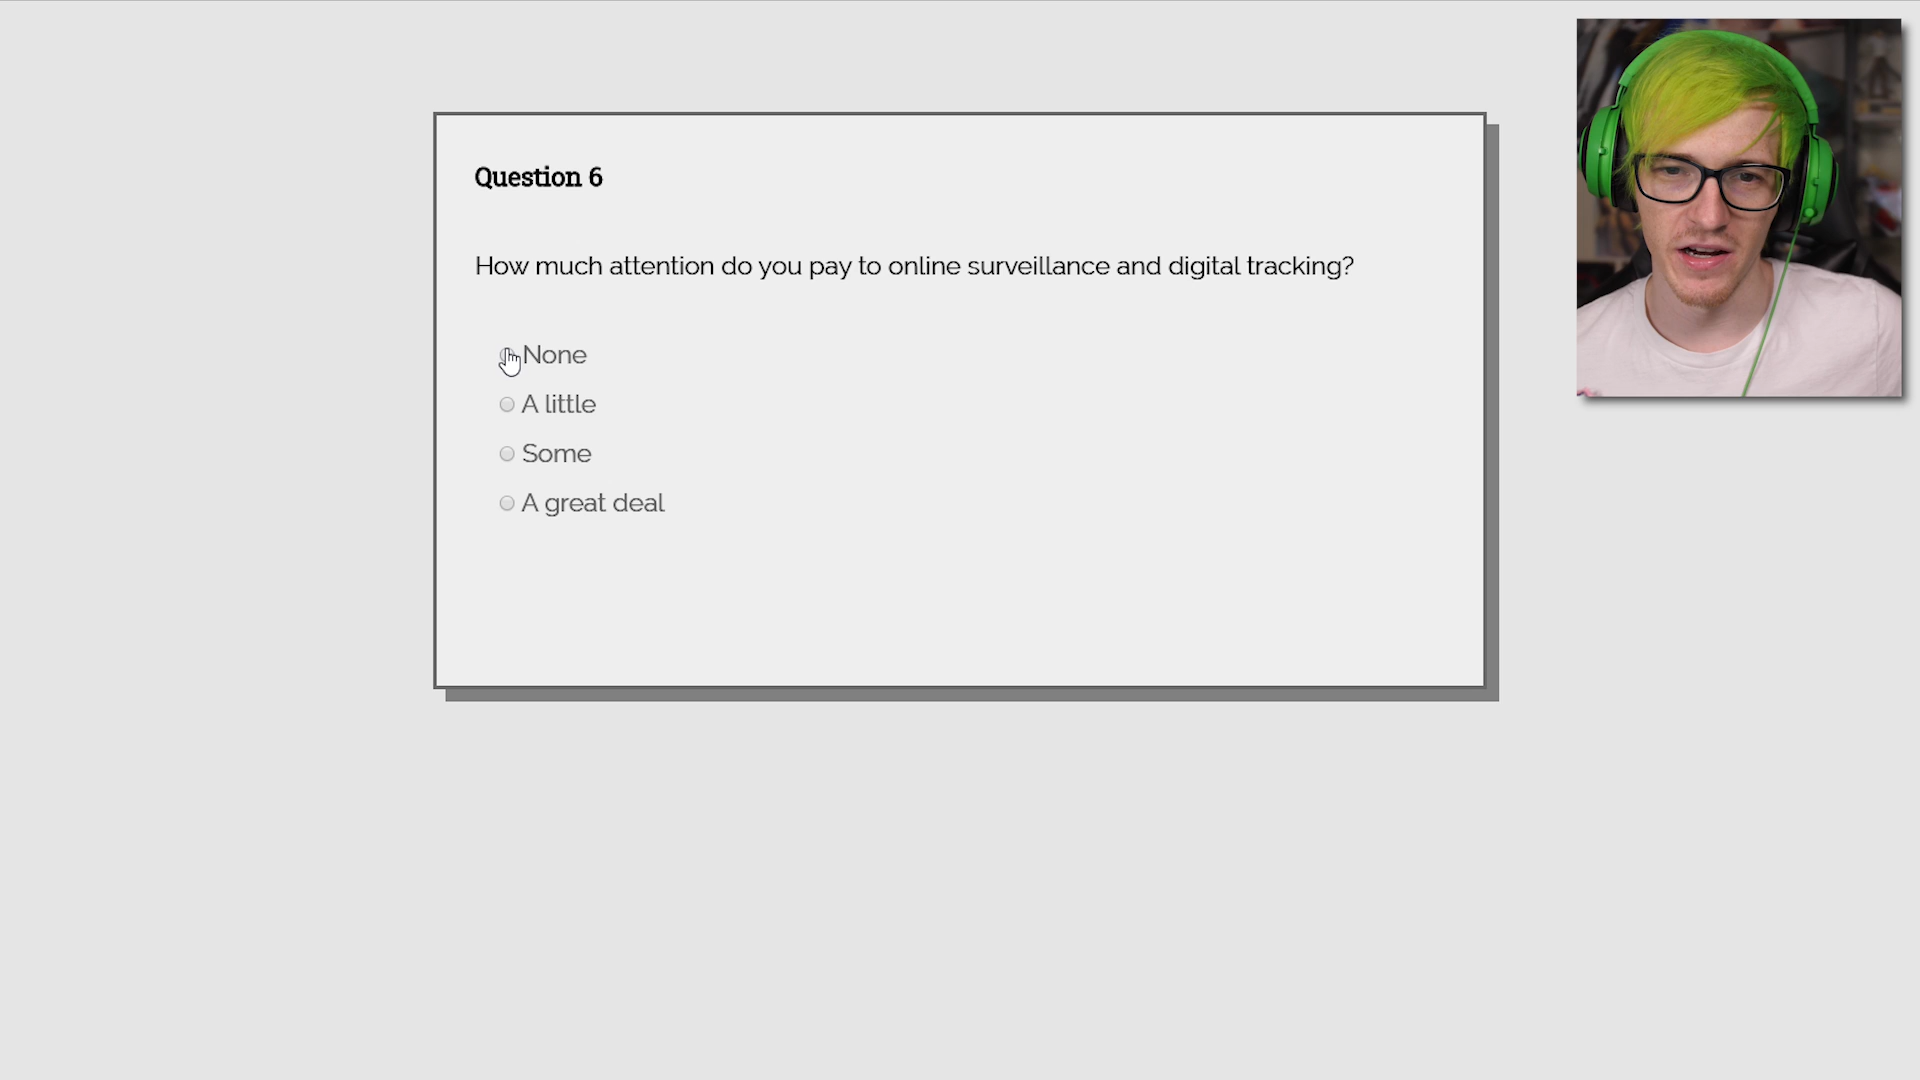 Question 6
How much attention do you pay to online surveillance and digital tracking?
None
A little
Some
A great deal